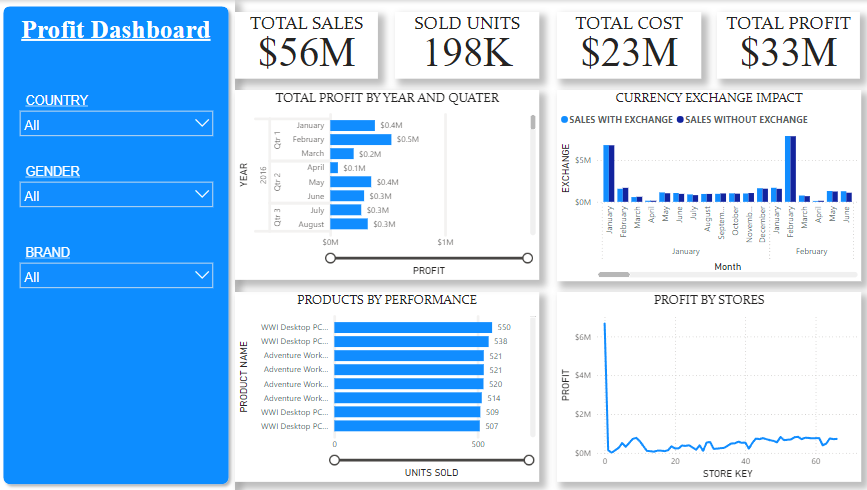 Profit Dashboard
COUNTRY
All
GENDER
All
BRAND
All
TOTAL SALES
$56M
SOLD UNITS
198K
TOTAL COST
$23M
TOTAL PROFIT
$33M
TOTAL PROFIT BY YEAR AND QUATER
YEAR
2016
Qtr 1
January $0.4M
February $0.5M
March $0.2M
Qtr 2
April $0.1M
May $0.4M
June $0.3M
Qtr 3
July $0.3M
August $0.3M
$0M $1M
PROFIT
CURRENCY EXCHANGE IMPACT
SALES WITH EXCHANGE SALES WITHOUT EXCHANGE
EXCHANGE
$5M
$0M
January
February
March
April
May
June
July
August
Septem...
October
Novemb...
December
January
February
March
April
May
June
January February
Month
PRODUCTS BY PERFORMANCE
PRODUCT NAME
WWI Desktop PC... 550
WWI Desktop PC... 538
Adventure Work... 521
Adventure Work... 521
Adventure Work... 520
Adventure Work... 514
WWI Desktop PC... 509
WWI Desktop PC... 507
0 500
UNITS SOLD
PROFIT BY STORES
PROFIT
$6M
$4M
$2M
$0M
0 20 40 60
STORE KEY